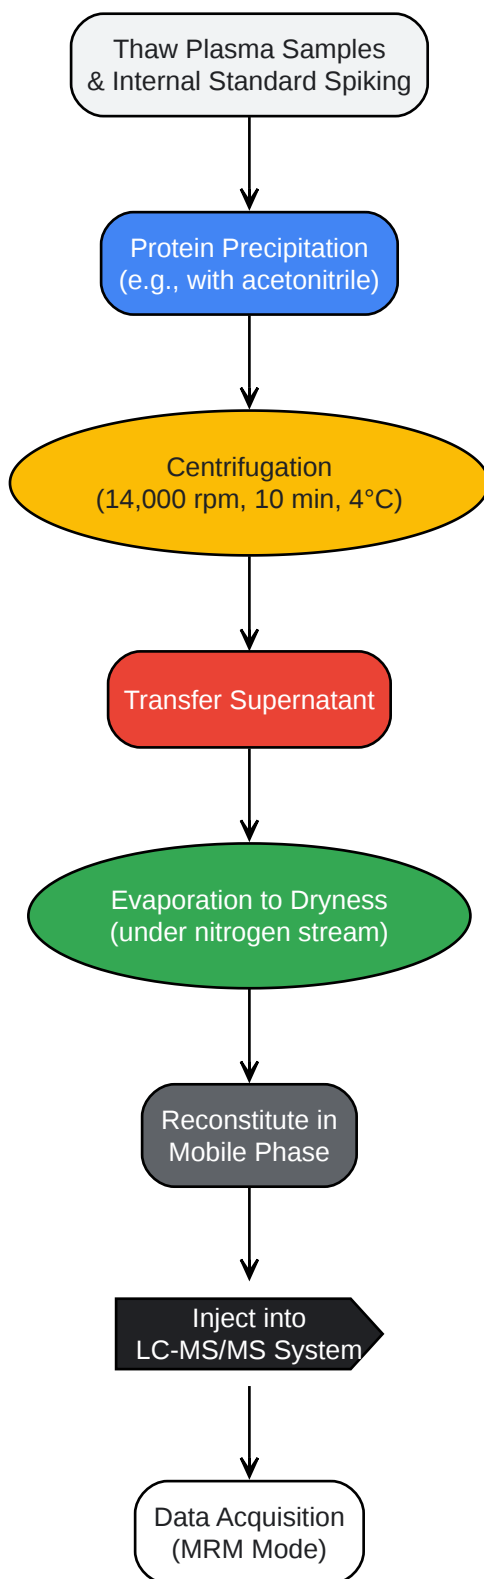 Thaw Plasma Samples
& Internal Standard Spiking
Protein Precipitation
(e.g., with acetonitrile)
Centrifugation
(14,000 rpm, 10 min, 4°C)
Transfer Supernatant
Evaporation to Dryness
(under nitrogen stream)
Reconstitute in
Mobile Phase
Inject into
LC-MS/MS System
Data Acquisition
(MRM Mode)